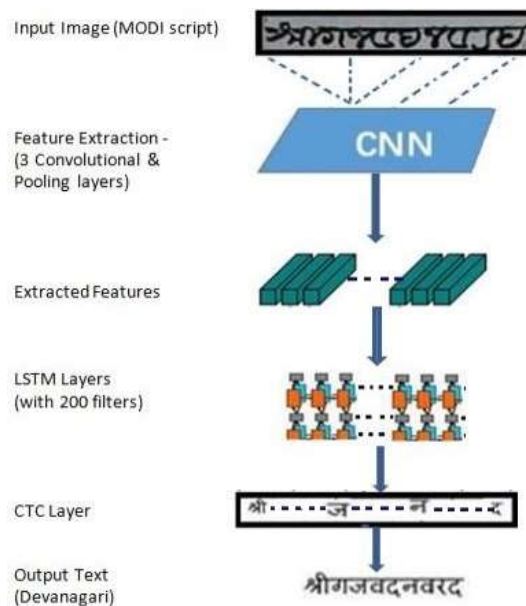 Input Image (MODI script)
CNN
Feature Extraction -
(3 Convolutional &
Pooling layers)
Extracted Features
LSTM Layers
(with 200 filters)
CTC Layer
श्री ज न द
Output Text
(Devanagari)
श्रीगजवदनवरद